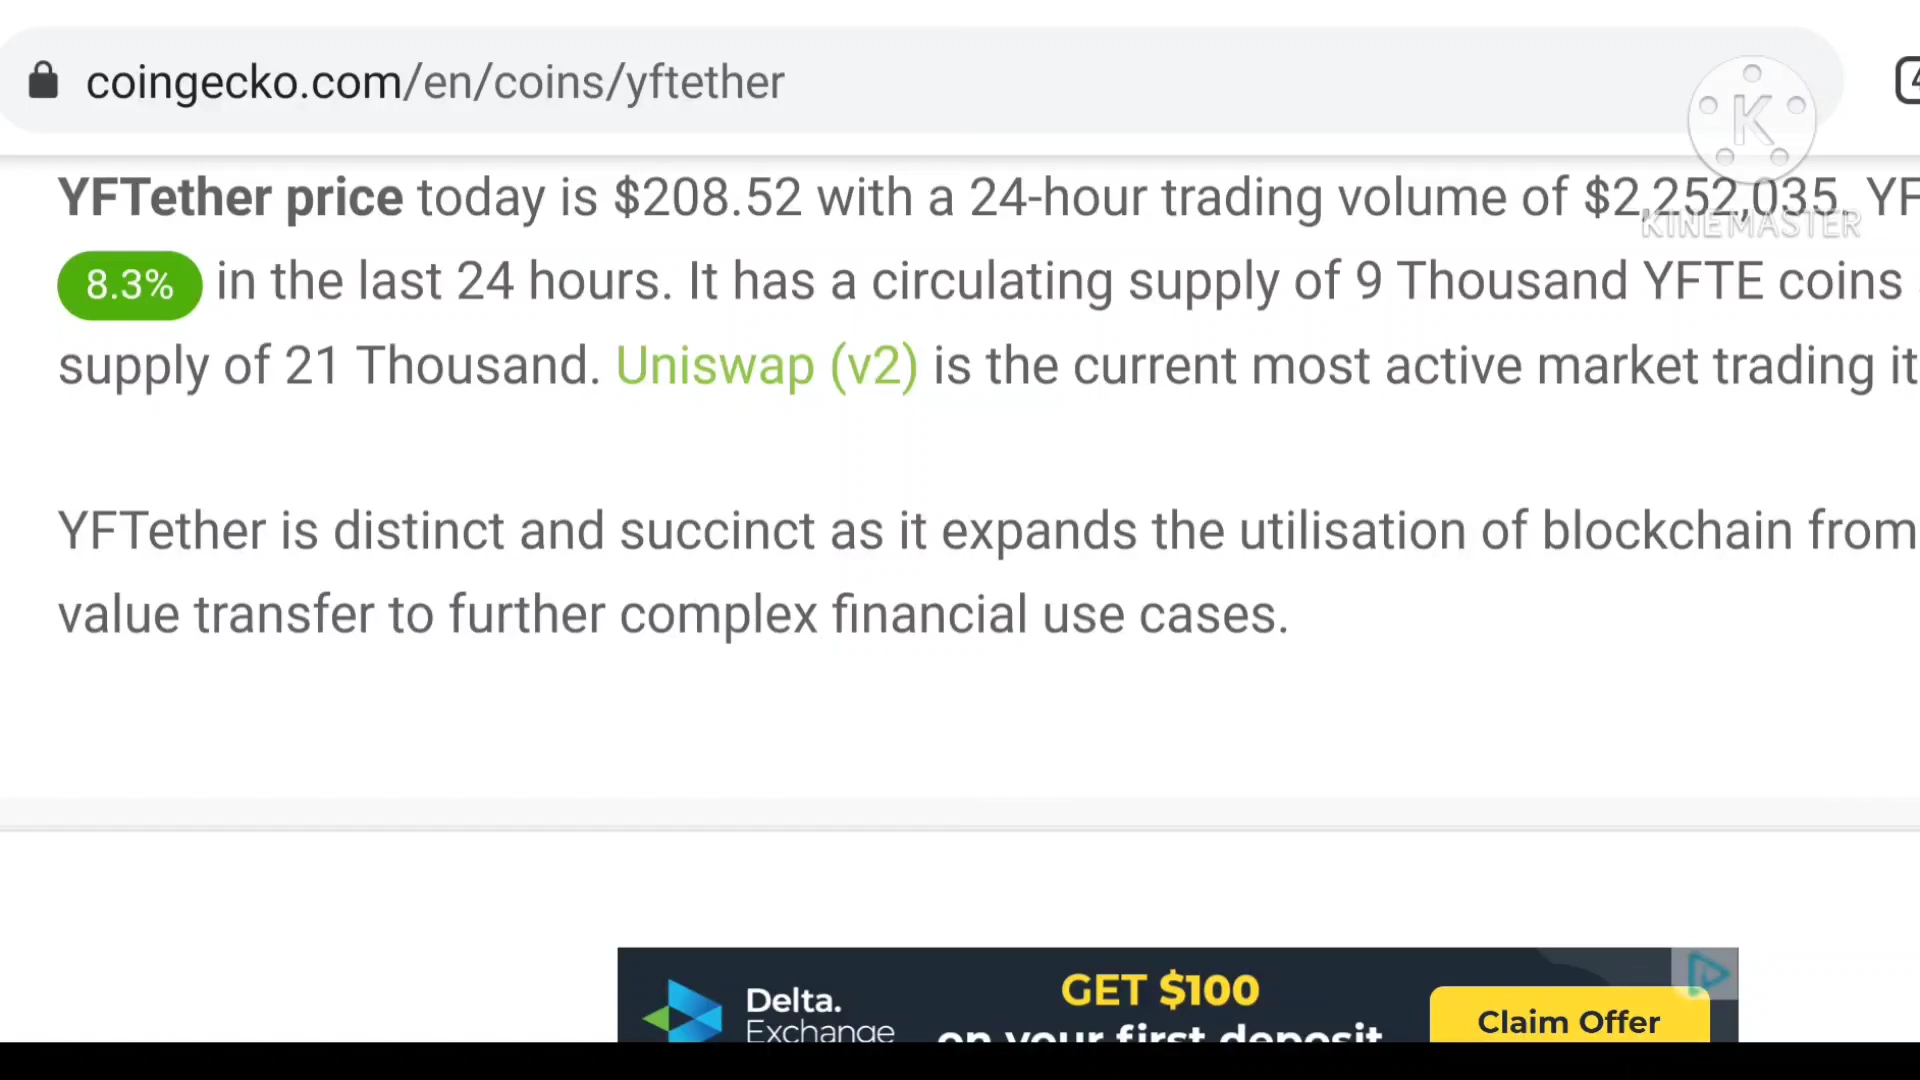 coingecko.com/en/coins/yftether
K
KINEMASTER
YFTether price today is $208.52 with a 24-hour trading volume of $2,252,035. YF
8.3% in the last 24 hours. It has a circulating supply of 9 Thousand YFTE coins
supply of 21 Thousand. Uniswap (v2) is the current most active market trading it
YFTether is distinct and succinct as it expands the utilisation of blockchain from
value transfer to further complex financial use cases.
Delta.
Exchange
GET $100
on your first deposit
Claim Offer